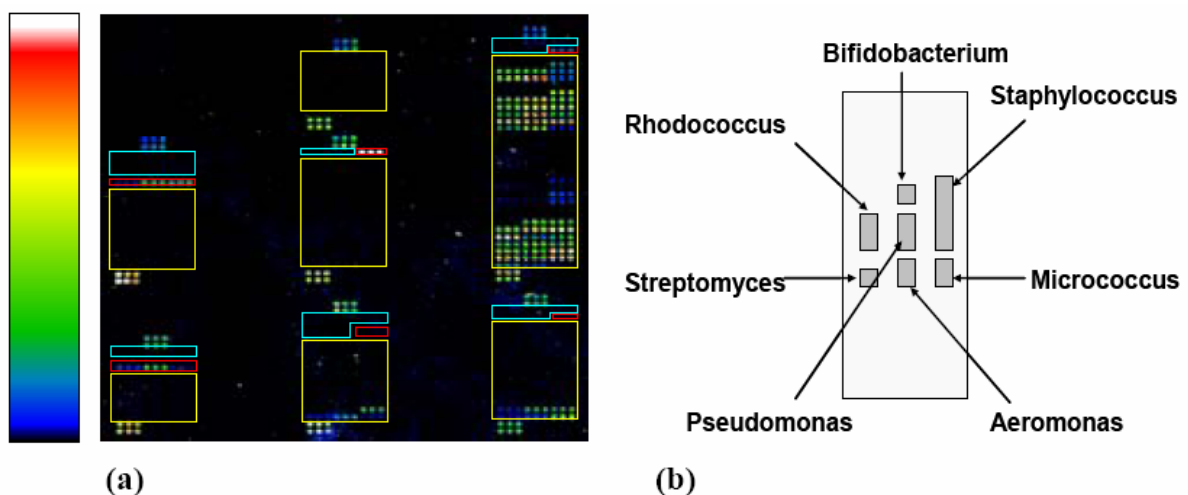 Bifidobacterium
Staphylococcus
Rhodococcus
Streptomyces
Micrococcus
Pseudomonas
Aeromonas
(a)
(b)